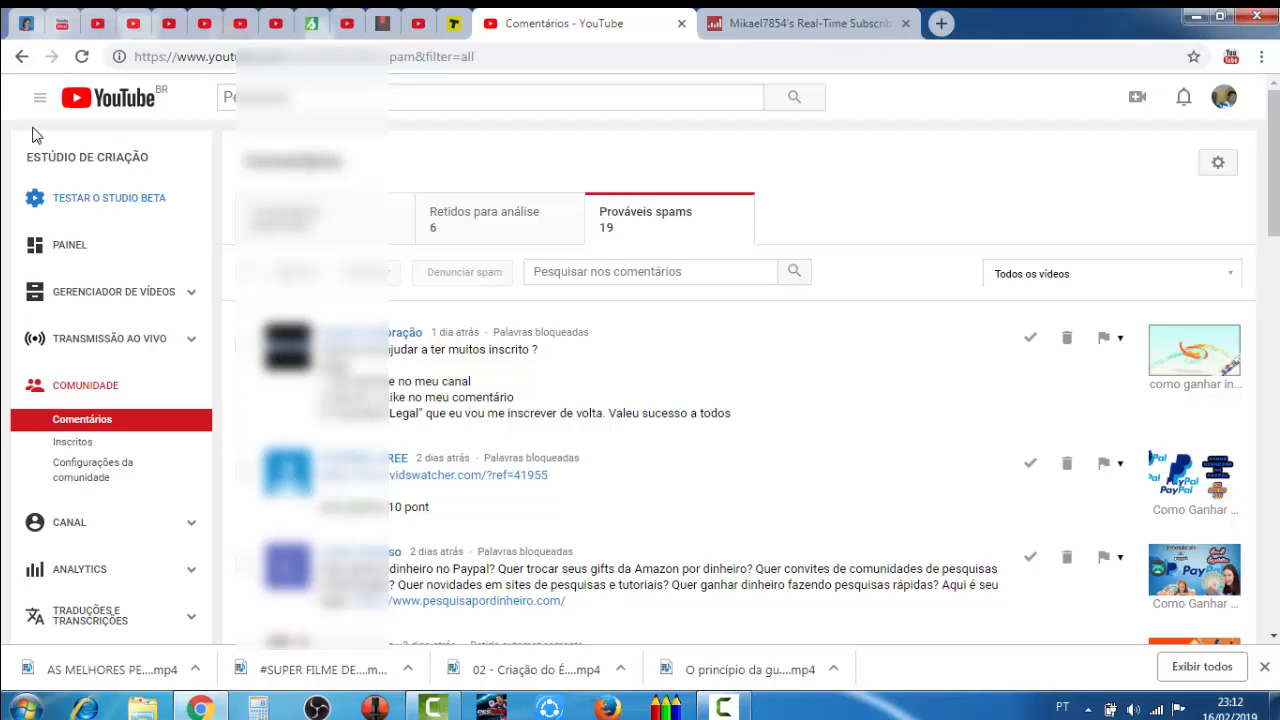 Comentários - YouTube
Mikael7854's Real-Time Subscrib
https://www.yout
pam&filter=all
YouTube BR
ESTÚDIO DE CRIAÇÃO
TESTAR O STUDIO BETA
PAINEL
GERENCIADOR DE VÍDEOS
TRANSMISSÃO AO VIVO
COMUNIDADE
Comentários
Inscritos
Configurações da
comunidade
CANAL
ANALYTICS
TRADUÇÕES E
TRANSCRIÇÕES
Retidos para análise
6
Prováveis spams
19
Denunciar spam
Pesquisar nos comentários
Todos os vídeos
oração 1 dia atrás · Palavras bloqueadas
judar a ter muitos inscrito ?
e no meu canal
ike no meu comentário
Legal" que eu vou me inscrever de volta. Valeu sucesso a todos
como ganhar in...
REE 2 dias atrás · Palavras bloqueadas
vidswatcher.com/?ref=41955
10 pont
PayPal
PayPal
Como Ganhar ...
so 2 dias atrás · Palavras bloqueadas
dinheiro no Paypal? Qer trocar seus gifts da Amazon por dinheiro? Quer convites de comunidades de pesquisas
? Quer novidades em sites de pesquisas e tutoriais? Quer ganhar dinheiro fazendo pesquisas rápidas? Aqui é seu
/www.pesquisapordinheiro.com/
PayPal
Como Ganhar ...
AS MELHORES PE....mp4
#SUPER FILME DE....m...
02 - Criação do É....mp4
O princípio da gu....mp4
Exibir todos
PT
23:12
16/02/2019